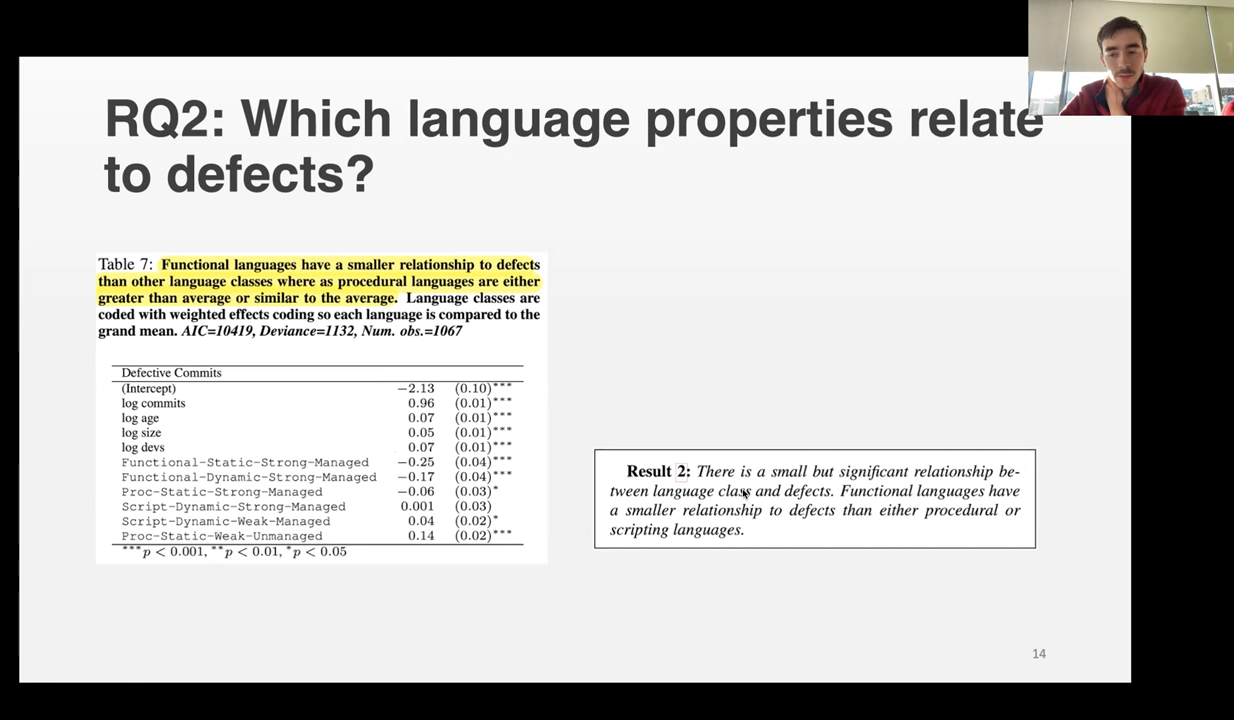 RQ2: Which language properties relate
to defects?
Table 7: Functional languages have a smaller relationship to defects
than other language classes where as procedural languages are either
greater than average or similar to the average. Language classes are
coded with weighted effects coding so each language is compared to the
grand mean. AIC=10419, Deviance=1132, Num. obs.=1067
Defective Commits
(Intercept) −2.13 (0.10)***
log commits 0.96 (0.01)***
log age 0.07 (0.01)***
log size 0.05 (0.01)***
log devs 0.07 (0.01)***
Functional-Static-Strong-Managed −0.25 (0.04)***
Functional-Dynamic-Strong-Managed −0.17 (0.04)***
Proc-Static-Strong-Managed −0.06 (0.03)*
Script-Dynamic-Strong-Managed 0.001 (0.03)
Script-Dynamic-Weak-Managed 0.04 (0.02)*
Proc-Static-Weak-Unmanaged 0.14 (0.02)***
***p < 0.001, **p < 0.01, *p < 0.05
Result 2: There is a small but significant relationship be-
tween language class and defects. Functional languages have
a smaller relationship to defects than either procedural or
scripting languages.
14